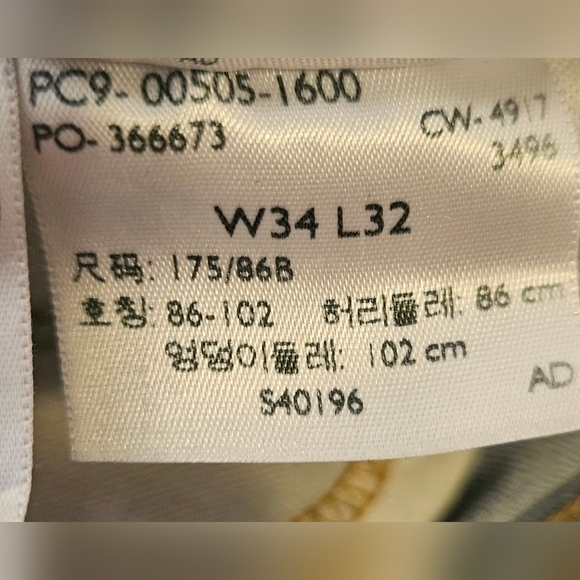 PC9-00505-1600
PO-366673
CW-4917
3496
W34 L32
尺码: 175/86B
호칭: 86-102 허리둘레: 86 cm
엉덩이둘레: 102 cm
S40196
AD